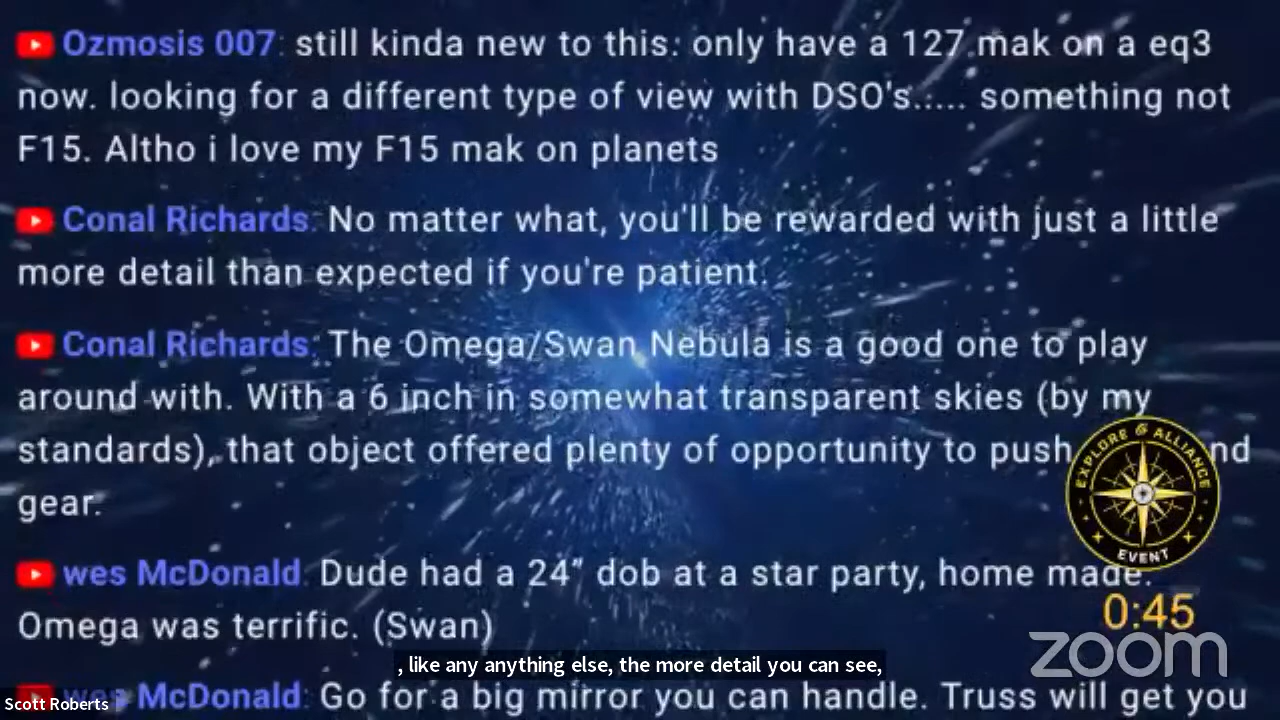 Ozmosis 007: still kinda new to this. only have a 127 mak on a eq3
now. looking for a different type of view with DSO's..... something not
F15. Altho i love my F15 mak on planets
Conal Richards: No matter what, you'll be rewarded with just a little
more detail than expected if you're patient.
Conal Richards: The Omega/Swan Nebula is a good one to play
around with. With a 6 inch in somewhat transparent skies (by my
standards), that object offered plenty of opportunity to push nd
gear.
EXPLORE ALLIANCE
EVENT
wes McDonald: Dude had a 24" dob at a star party, home made.
Omega was terrific. (Swan)
0:45
zoom
, like any anything else, the more detail you can see,
wes McDonald: Go for a big mirror you can handle. Truss will get you
Scott Roberts